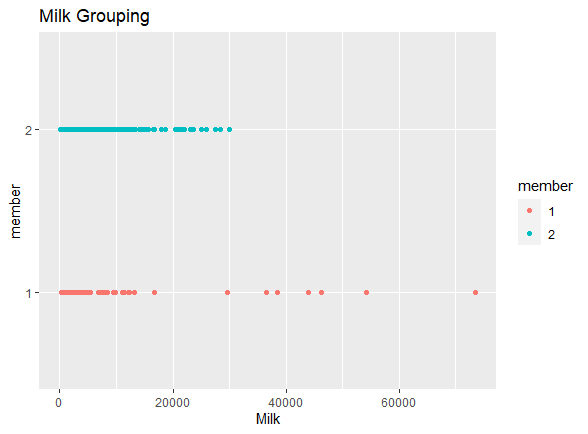 Milk Grouping
member
2
1
0 20000 40000 60000
Milk
member
1
2